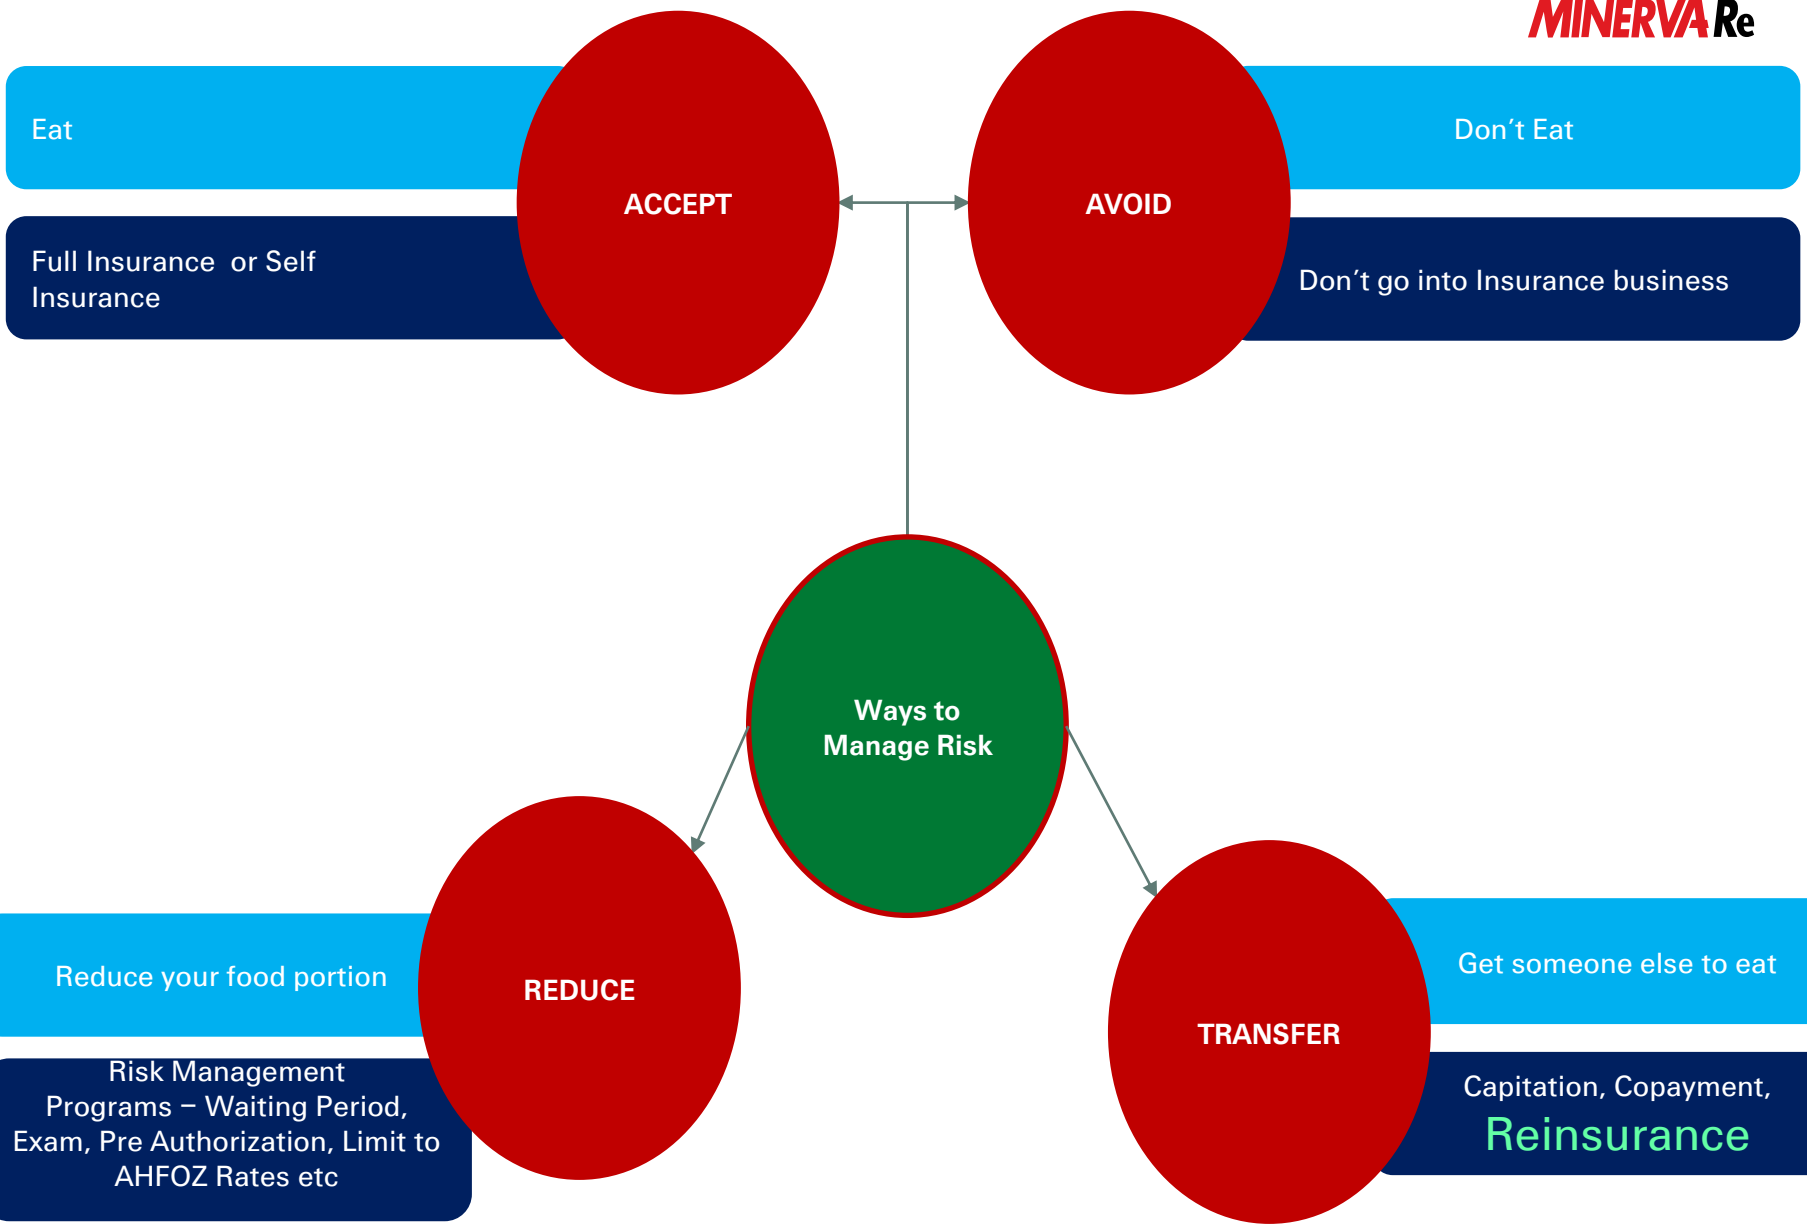 MINERVA Re
Eat
ACCEPT
AVOID
Don’t Eat
Full Insurance  or Self
Insurance
Don’t go into Insurance business
Ways to
Manage Risk
Reduce your food portion
REDUCE
Risk Management
Programs – Waiting Period,
Exam, Pre Authorization, Limit to
AHFOZ Rates etc
Get someone else to eat
TRANSFER
Capitation, Copayment,
Reinsurance